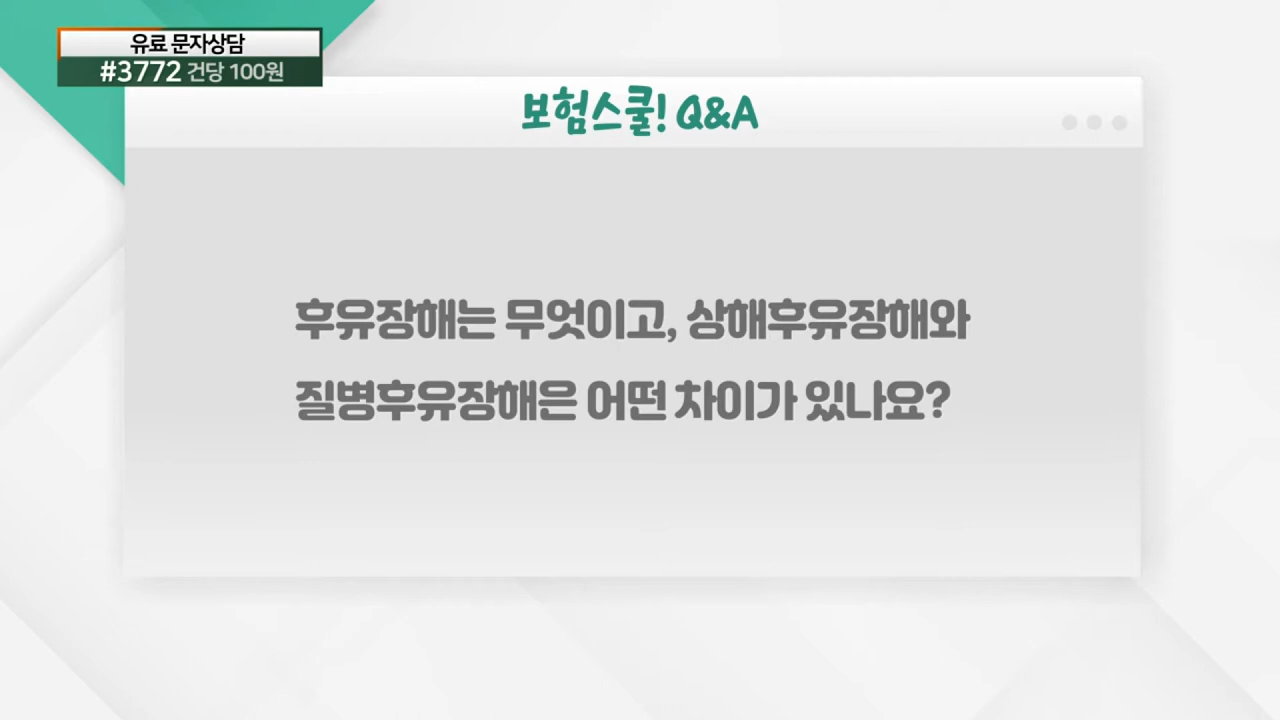 유료 문자상담
#3772 건당 100원
보험스쿨! Q&A
후유장해는 무엇이고, 상해후유장해와
질병후유장해은 어떤 차이가 있나요?